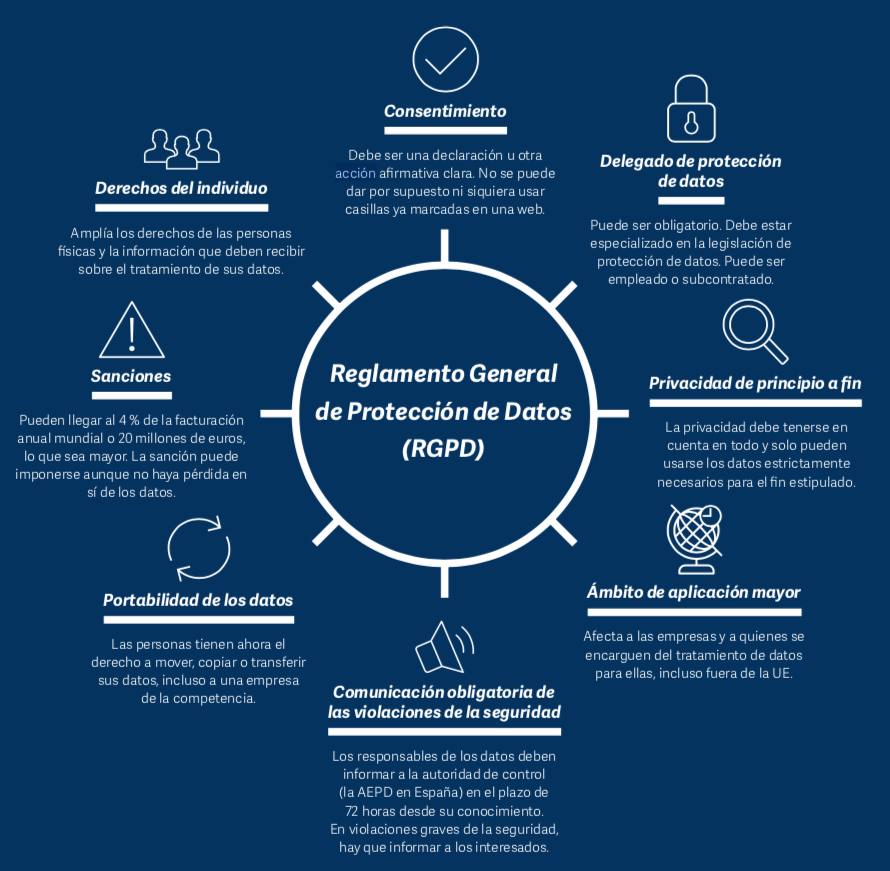 Consentimiento
Debe ser una declaración u otra
acción afirmativa clara. No se puede
dar por supuesto ni siquiera usar
casillas ya marcadas en una web.
Delegado de protección
de datos
Puede ser obligatorio. Debe estar
especializado en la legislación de
protección de datos. Puede ser
empleado o subcontratado.
Privacidad de principio a fin
La privacidad debe tenerse en
cuenta en todo y solo pueden
usarse los datos estrictamente
necesarios para el fin estipulado.
Ámbito de aplicación mayor
Afecta a las empresas y a quienes se
encarguen del tratamiento de datos
para ellas, incluso fuera de la UE.
Comunicación obligatoria de
las violaciones de la seguridad
Los responsables de los datos deben
informar a la autoridad de control
(la AEPD en España) en el plazo de
72 horas desde su conocimiento.
En violaciones graves de la seguridad,
hay que informar a los interesados.
Portabilidad de los datos
Las personas tienen ahora el
derecho a mover, copiar o transferir
sus datos, incluso a una empresa
de la competencia.
Sanciones
Pueden llegar al 4 % de la facturación
anual mundial o 20 millones de euros,
lo que sea mayor. La sanción puede
imponerse aunque no haya pérdida en
sí de los datos.
Derechos del individuo
Amplía los derechos de las personas
físicas y la información que deben recibir
sobre el tratamiento de sus datos.
Reglamento General
de Protección de Datos
(RGPD)